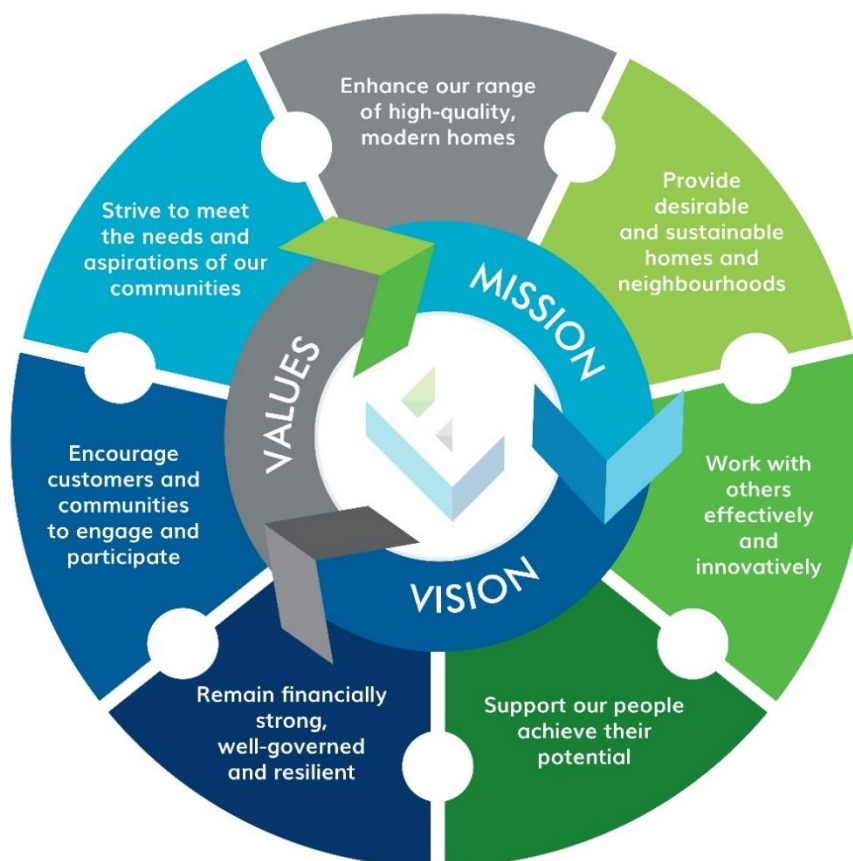 Enhance our range
of high-quality,
modern homes
Provide
desirable
and sustainable
homes and
neighbourhoods
Work with
others
effectively
and
innovatively
Support our people
achieve their
potential
Remain financially
strong,
well-governed
and resilient
Encourage
customers and
communities
to engage and
participate
Strive to meet
the needs and
aspirations of our
communities
MISSION
VISION
VALUES